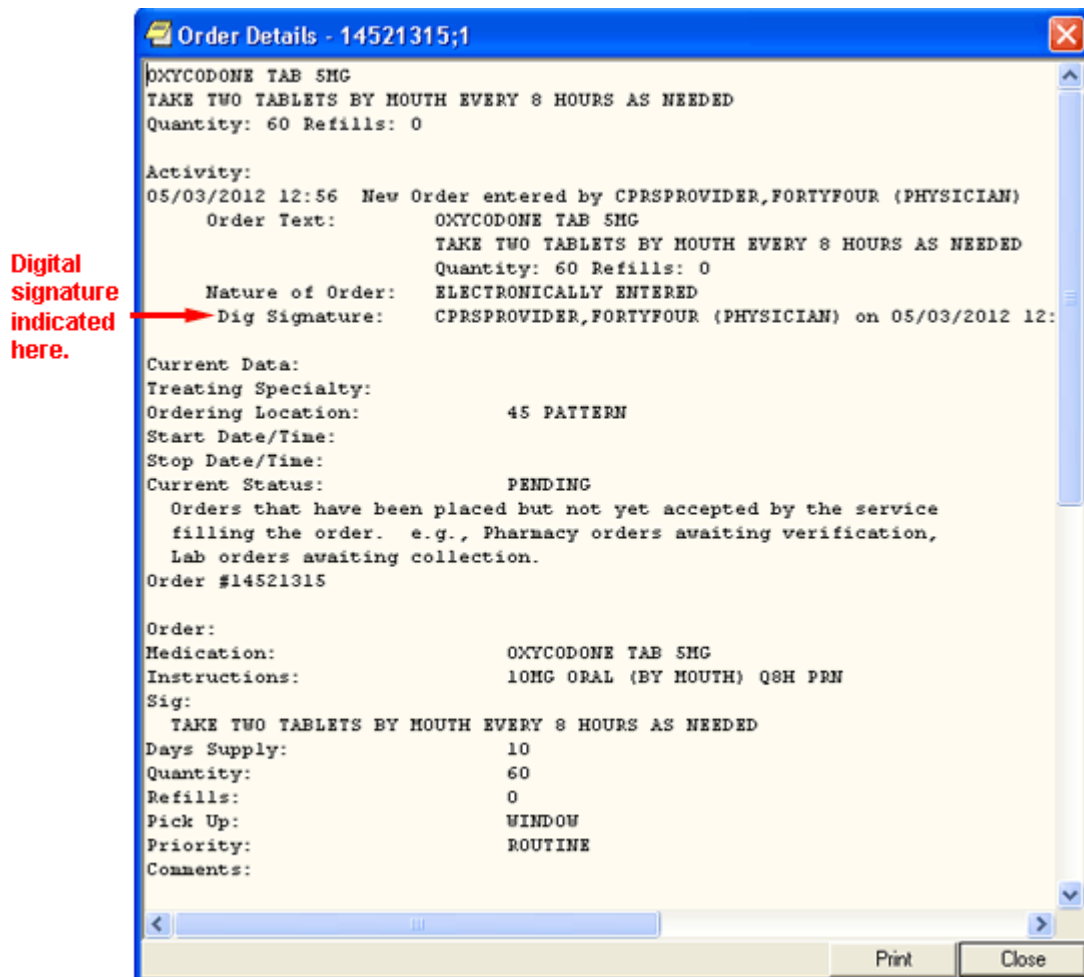 Order Details - 14521315;1
OXYCODONE TAB 5MG
TAKE TWO TABLETS BY MOUTH EVERY 8 HOURS AS NEEDED
Quantity: 60 Refills: 0
Activity:
05/03/2012 12:56 New Order entered by CPRSPROVIDER,FORTYFOUR (PHYSICIAN)
Order Text: OXYCODONE TAB 5MG
TAKE TWO TABLETS BY MOUTH EVERY 8 HOURS AS NEEDED
Quantity: 60 Refills: 0
Nature of Order: ELECTRONICALLY ENTERED
Dig Signature: CPRSPROVIDER,FORTYFOUR (PHYSICIAN) on 05/03/2012 12:
Digital
signature
indicated
here.
Current Data:
Treating Specialty:
Ordering Location: 45 PATTERN
Start Date/Time:
Stop Date/Time:
Current Status: PENDING
Orders that have been placed but not yet accepted by the service
filling the order. e.g., Pharmacy orders awaiting verification,
Lab orders awaiting collection.
Order #14521315
Order:
Medication: OXYCODONE TAB 5MG
Instructions: 10MG ORAL (BY MOUTH) Q8H PRN
Sig:
TAKE TWO TABLETS BY MOUTH EVERY 8 HOURS AS NEEDED
Days Supply: 10
Quantity: 60
Refills: 0
Pick Up: WINDOW
Priority: ROUTINE
Comments:
Print Close